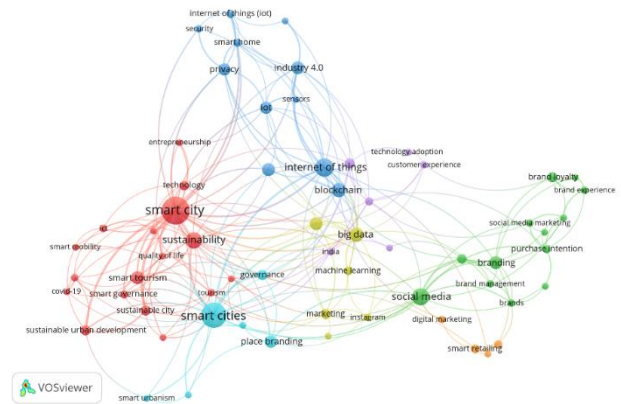 internet of things (iot)
security
smart home
privacy
industry 4.0
sensors
iot
entrepreneurship
technology adoption
customer experience
internet of things
technology
blockchain
brand loyalty
brand experience
smart city
ict
social media marketing
smart mobility
sustainability
big data
quality of life
india
purchase intention
branding
smart tourism
governance
machine learning
covid-19
smart governance
tourism
social media
brand management
brands
sustainable city
smart cities
marketing
instagram
digital marketing
sustainable urban development
place branding
smart retailing
smart urbanism
VOSviewer